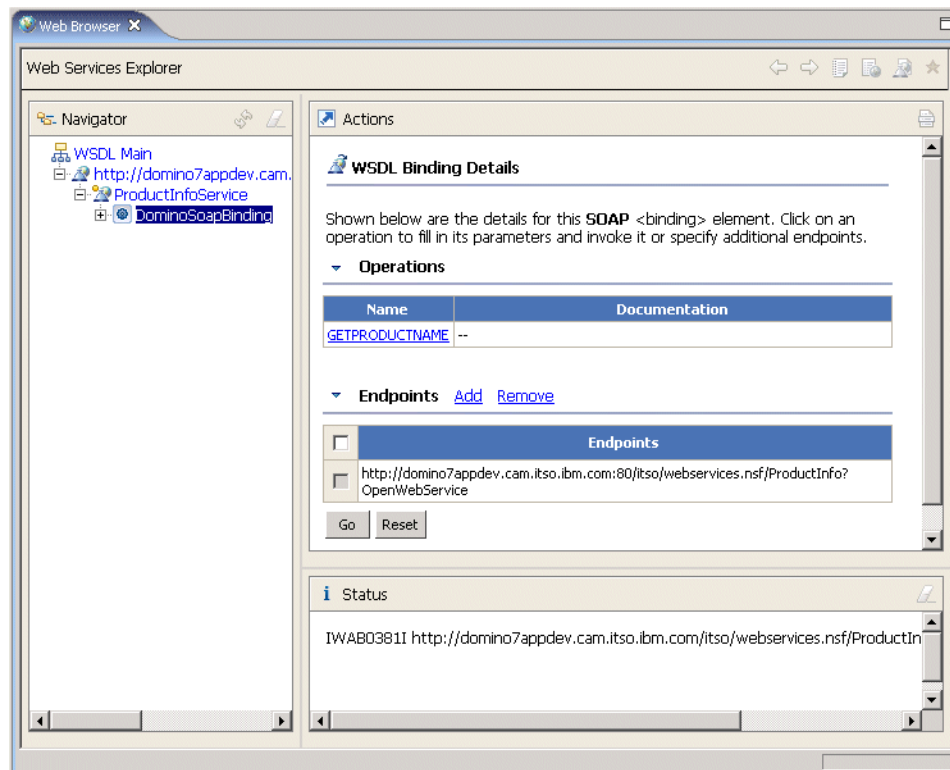 Web Browser
Web Services Explorer
Navigator
WSDL Main
http://domino7appdev.cam.
ProductInfoService
DominoSoapBinding
Actions
WSDL Binding Details
Shown below are the details for this SOAP <binding> element. Click on an
operation to fill in its parameters and invoke it or specify additional endpoints.
Operations
Name Documentation
GETPRODUCTNAME --
Endpoints Add Remove
Endpoints
http://domino7appdev.cam.itso.ibm.com:80/itso/webservices.nsf/ProductInfo?
OpenWebService
Go Reset
i Status
IWAB0381I http://domino7appdev.cam.itso.ibm.com/itso/webservices.nsf/ProductIn